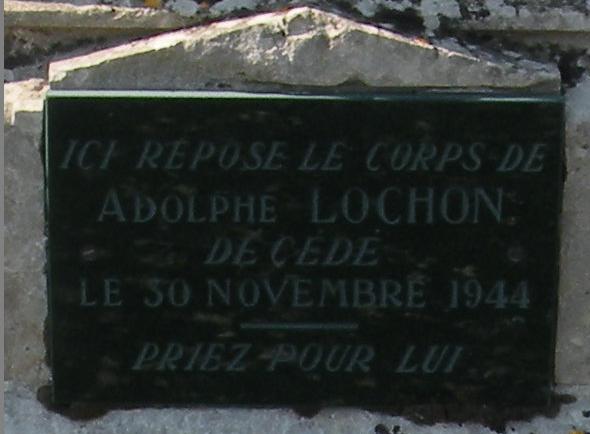 ICI REPOSE LE CORPS DE
ADOLPHE LOCHON
DÉCÉDÉ
LE 30 NOVEMBRE 1944
PRIEZ POUR LUI